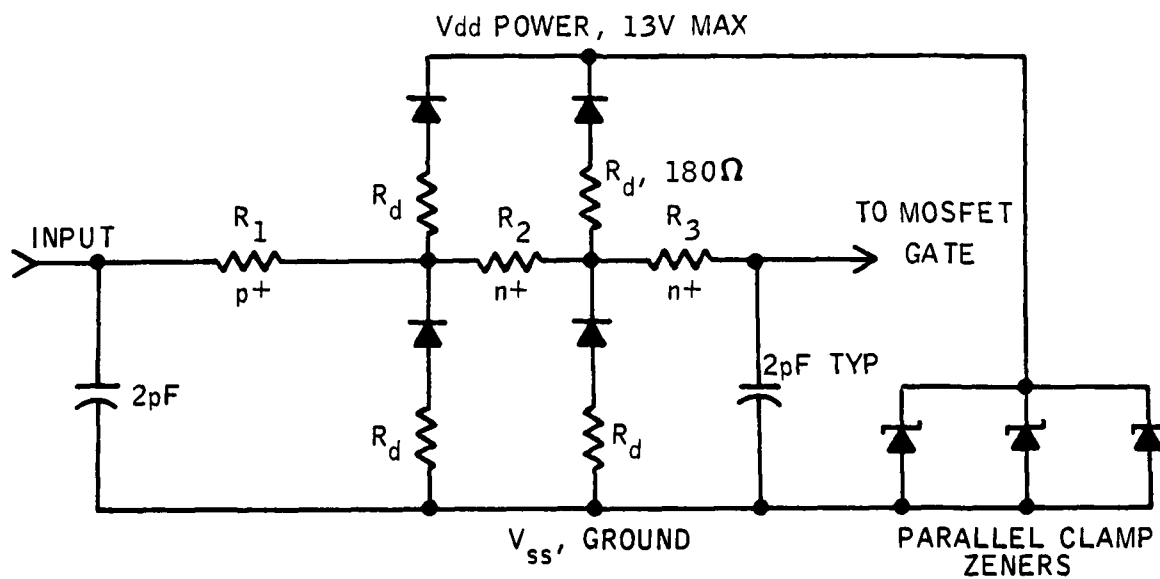 Vdd POWER, 13V MAX
Rd
Rd, 180Ω
INPUT
R1
R2
R3
TO MOSFET
GATE
p+
n+
n+
2pF
2pF TYP
Rd
Rd
Vss, GROUND
PARALLEL CLAMP
ZENERS